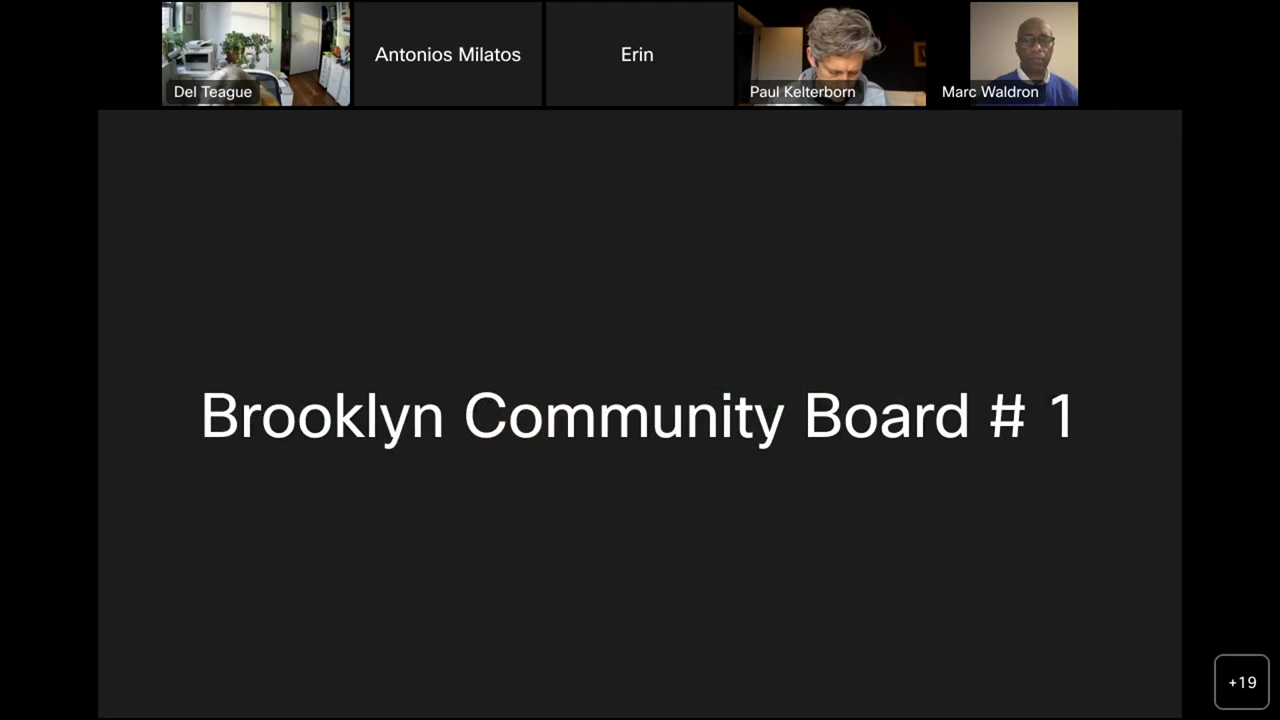 Del Teague
Antonios Milatos
Erin
Paul Kelterborn
Marc Waldron
Brooklyn Community Board # 1
+19